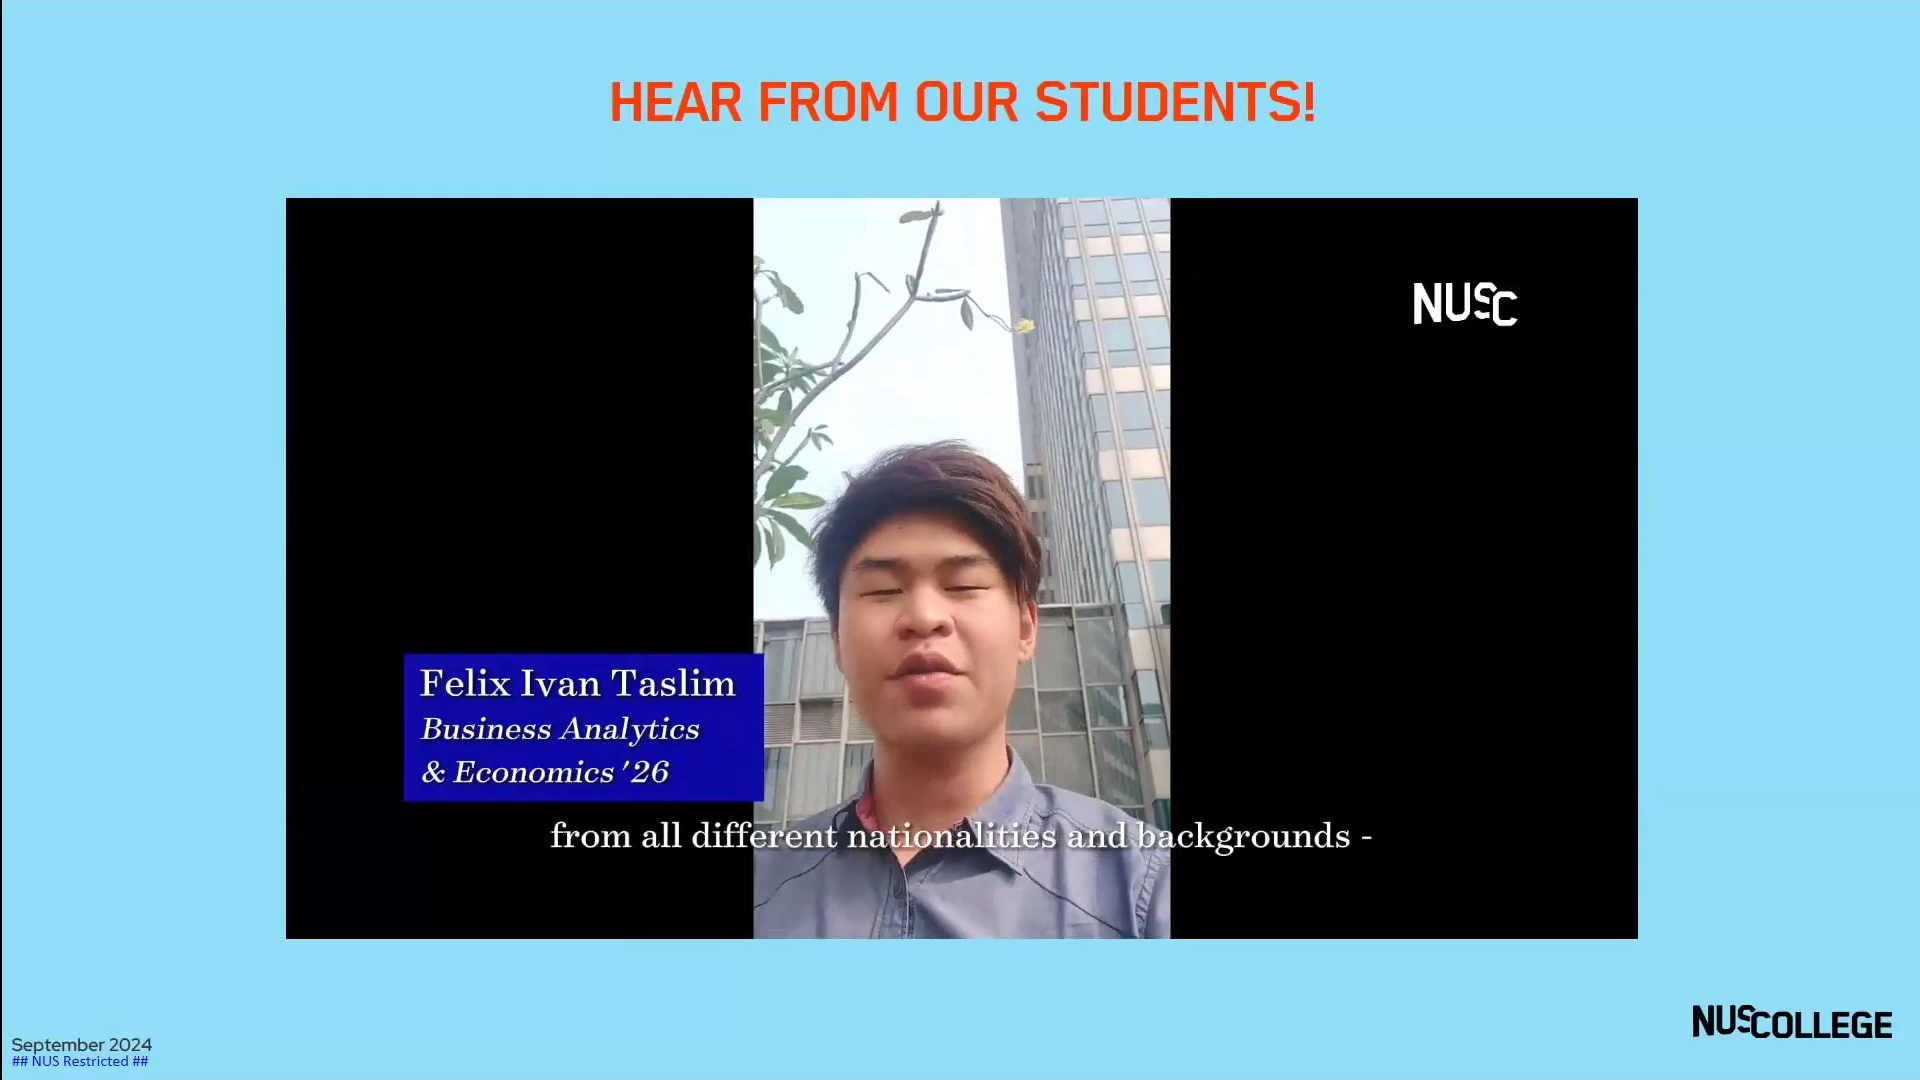 HEAR FROM OUR STUDENTS!
NUSC
Felix Ivan Taslim
Business Analytics
& Economics '26
from all different nationalities and backgrounds -
September 2024
## NUS Restricted ##
NUSCOLLEGE